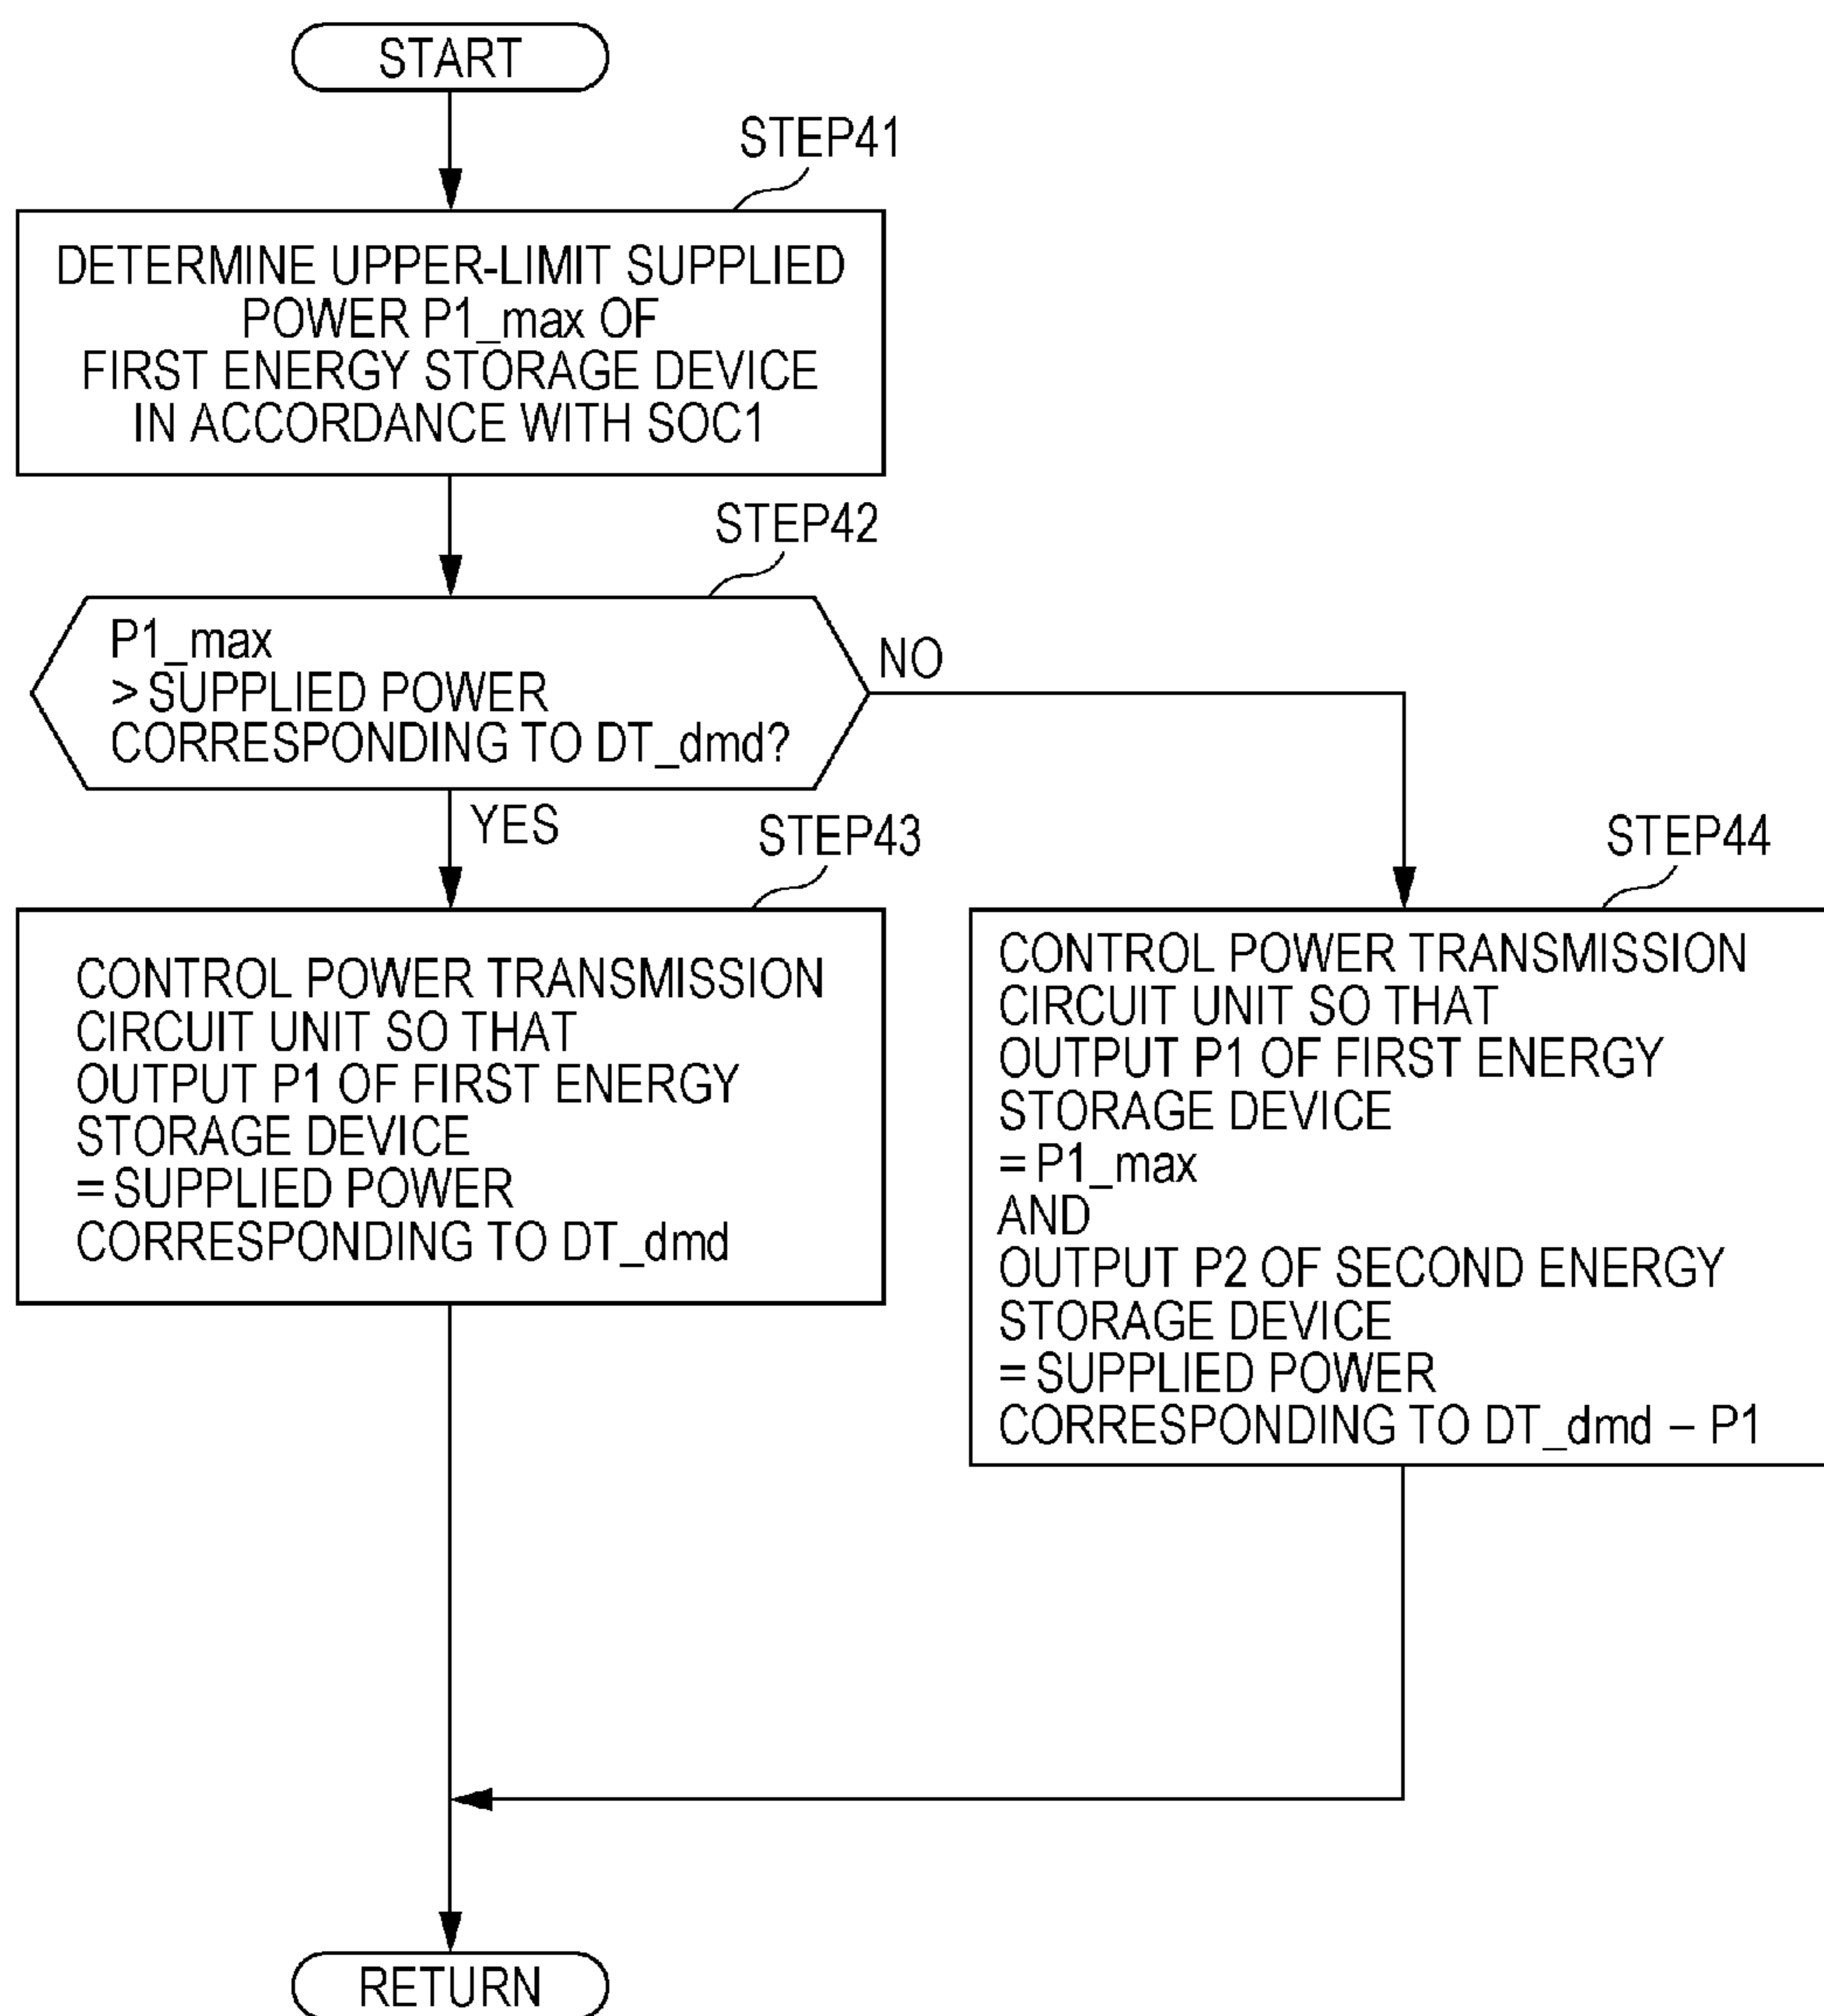 START
STEP41
DETERMINE UPPER-LIMIT SUPPLIED
POWER P1_max OF
FIRST ENERGY STORAGE DEVICE
IN ACCORDANCE WITH SOC1
STEP42
P1_max
> SUPPLIED POWER
CORRESPONDING TO DT_dmd?
NO
YES
STEP43
CONTROL POWER TRANSMISSION
CIRCUIT UNIT SO THAT
OUTPUT P1 OF FIRST ENERGY
STORAGE DEVICE
= SUPPLIED POWER
CORRESPONDING TO DT_dmd
STEP44
CONTROL POWER TRANSMISSION
CIRCUIT UNIT SO THAT
OUTPUT P1 OF FIRST ENERGY
STORAGE DEVICE
= P1_max
AND
OUTPUT P2 OF SECOND ENERGY
STORAGE DEVICE
= SUPPLIED POWER
CORRESPONDING TO DT_dmd – P1
RETURN